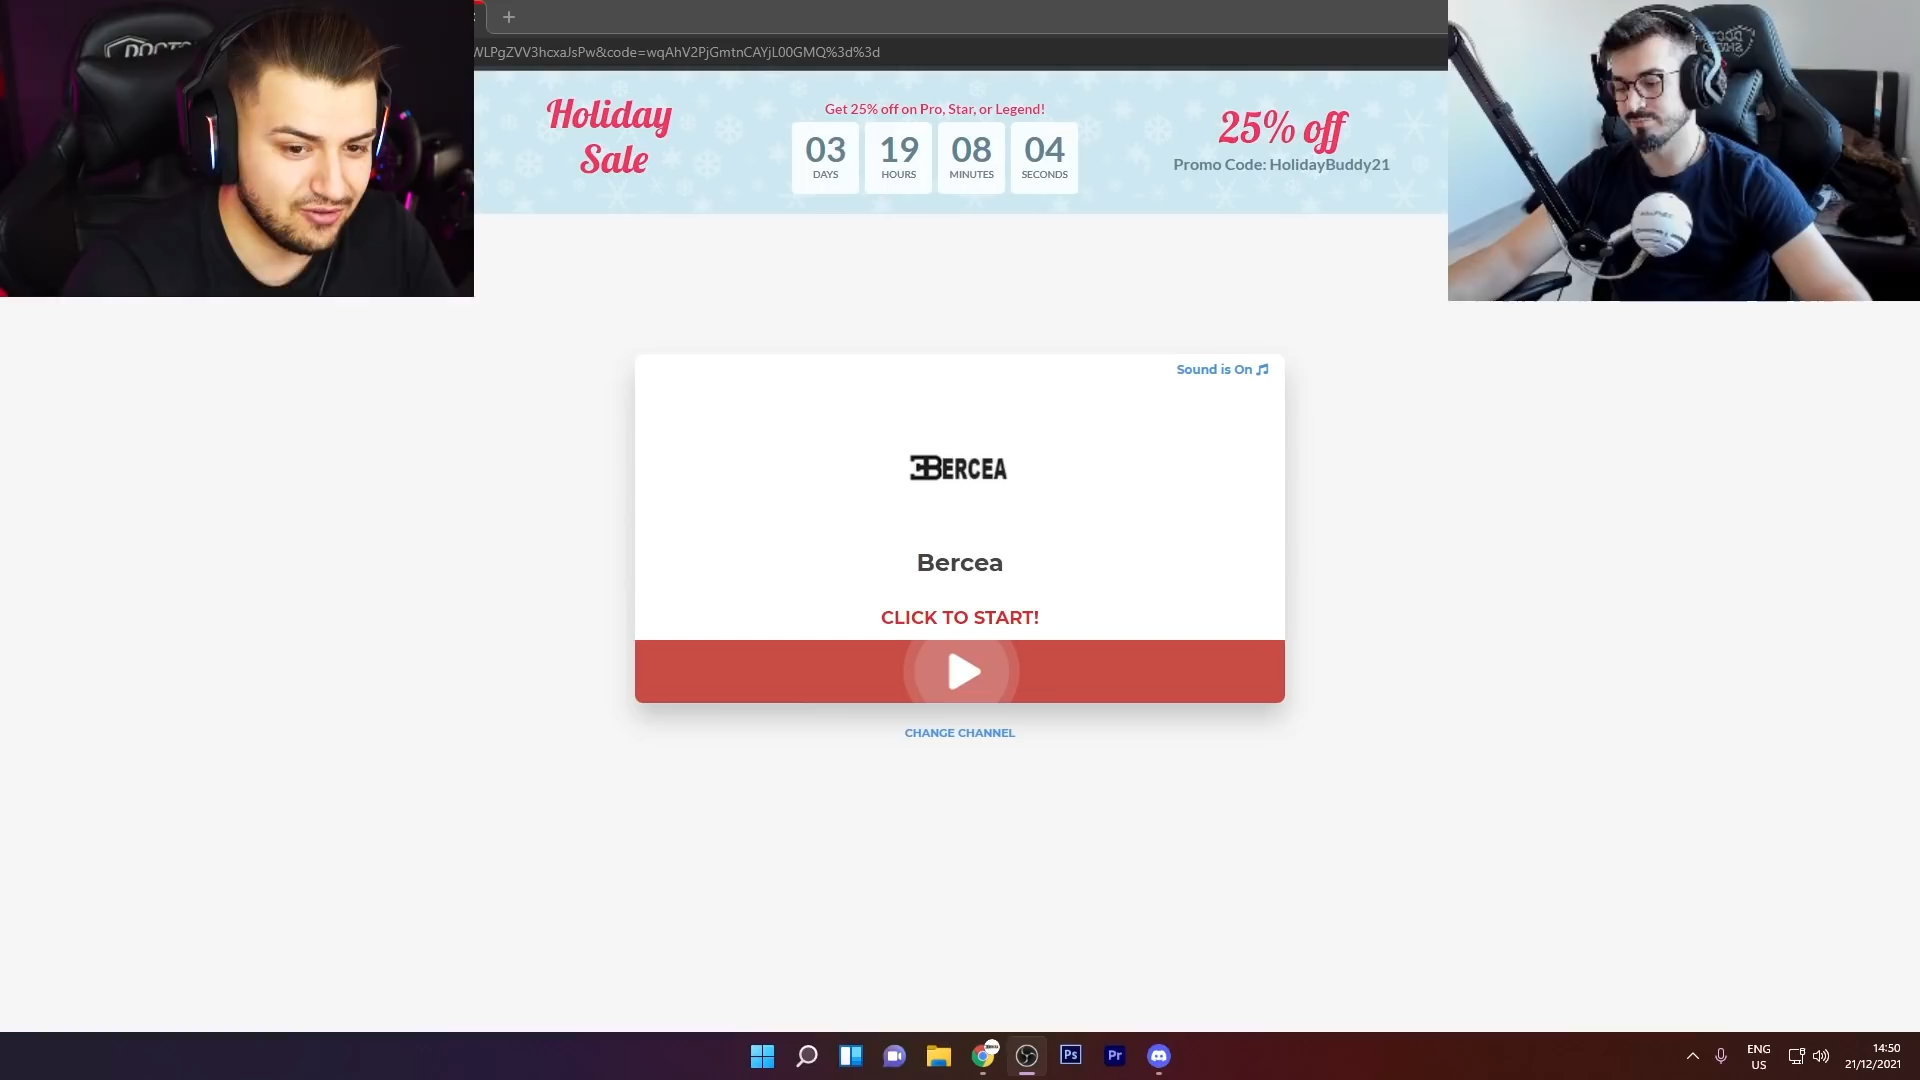 WLPgZVV3hcxaJsPw&code=wqAhV2PjGmtnCAYjL00GMQ%3d%3d
Holiday
Sale
Get 25% off on Pro, Star, or Legend!
03
19
08
04
DAYS
HOURS
MINUTES
SECONDS
25% off
Promo Code: HolidayBuddy21
Sound is On
BERCEA
Bercea
CLICK TO START!
CHANGE CHANNEL
Ps
Pr
ENG
US
14:50
21/12/2021